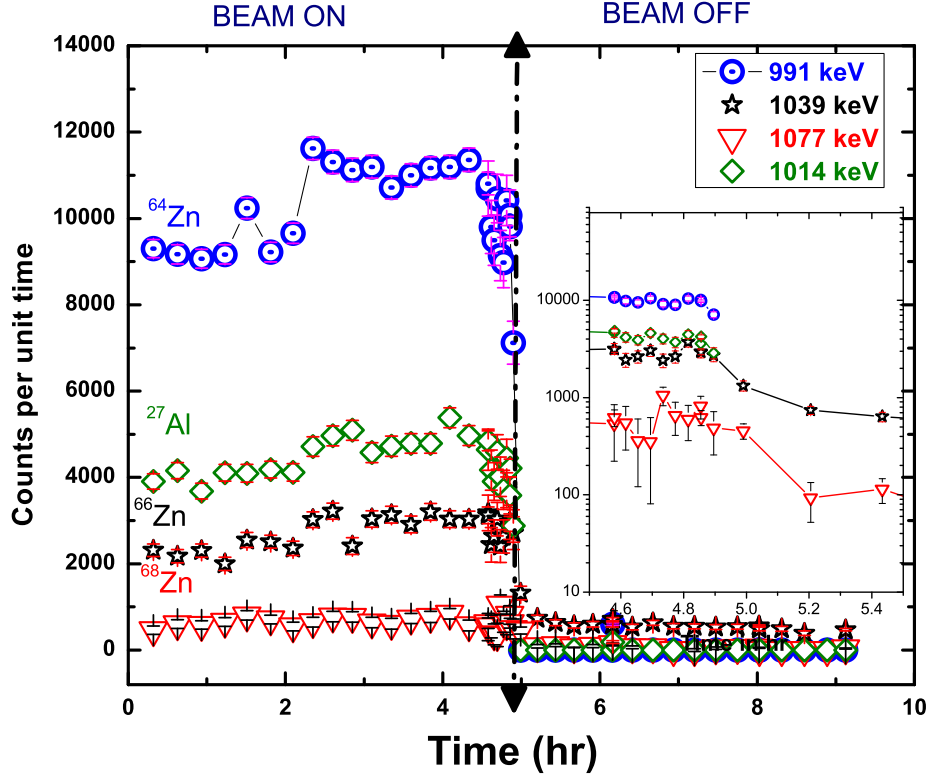 BEAM ON
BEAM OFF
14000
12000
10000
8000
6000
4000
2000
0
Counts per unit time
991 keV
1039 keV
1077 keV
1014 keV
64Zn
27Al
66Zn
68Zn
10000
1000
100
10
4.6 4.8 5.0 5.2 5.4
0 2 4 6 8 10
Time (hr)